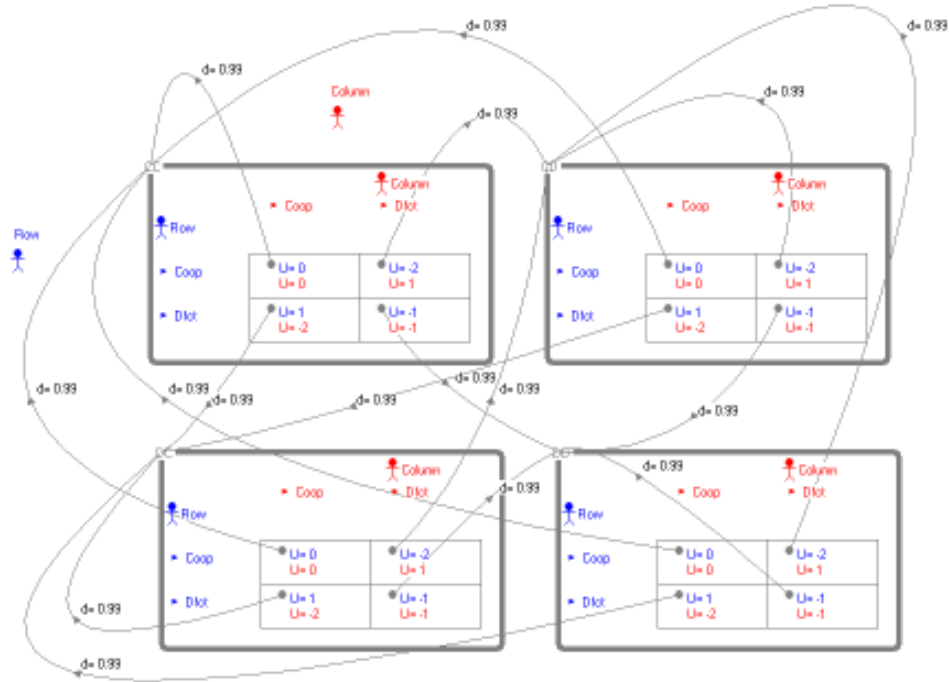 d= 0.99
d= 0.99
d= 0.99
d= 0.99
d= 0.99
Column
Row
CC
Column
Coop
Dfct
Row
Coop
U= 0
U= 0
U= -2
U= 1
Dfct
U= 1
U= -2
U= -1
U= -1
CD
Column
Coop
Dfct
Row
Coop
U= 0
U= 0
U= -2
U= 1
Dfct
U= 1
U= -2
U= -1
U= -1
d= 0.99
d= 0.99
d= 0.99
d= 0.99
d= 0.99
d= 0.99
d= 0.99
d= 0.99
DC
Column
Coop
Dfct
Row
Coop
U= 0
U= 0
U= -2
U= 1
Dfct
U= 1
U= -2
U= -1
U= -1
Column
Coop
Dfct
Row
Coop
U= 0
U= 0
U= -2
U= 1
Dfct
U= 1
U= -2
U= -1
U= -1
d= 0.99
d= 0.99
d= 0.99